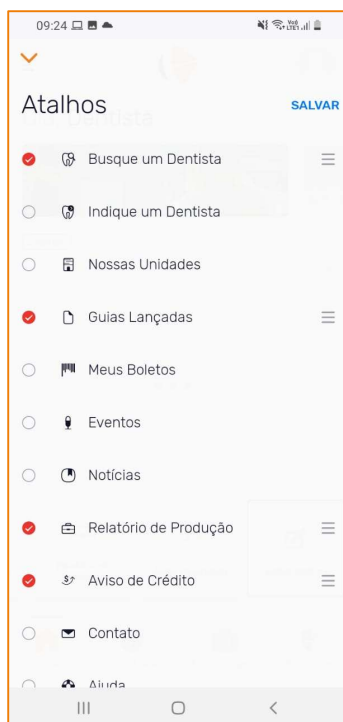 09:24
Atalhos
SALVAR
Busque um Dentista
Indique um Dentista
Nossas Unidades
Guias Lançadas
Meus Boletos
Eventos
Notícias
Relatório de Produção
Aviso de Crédito
Contato
Ajuda